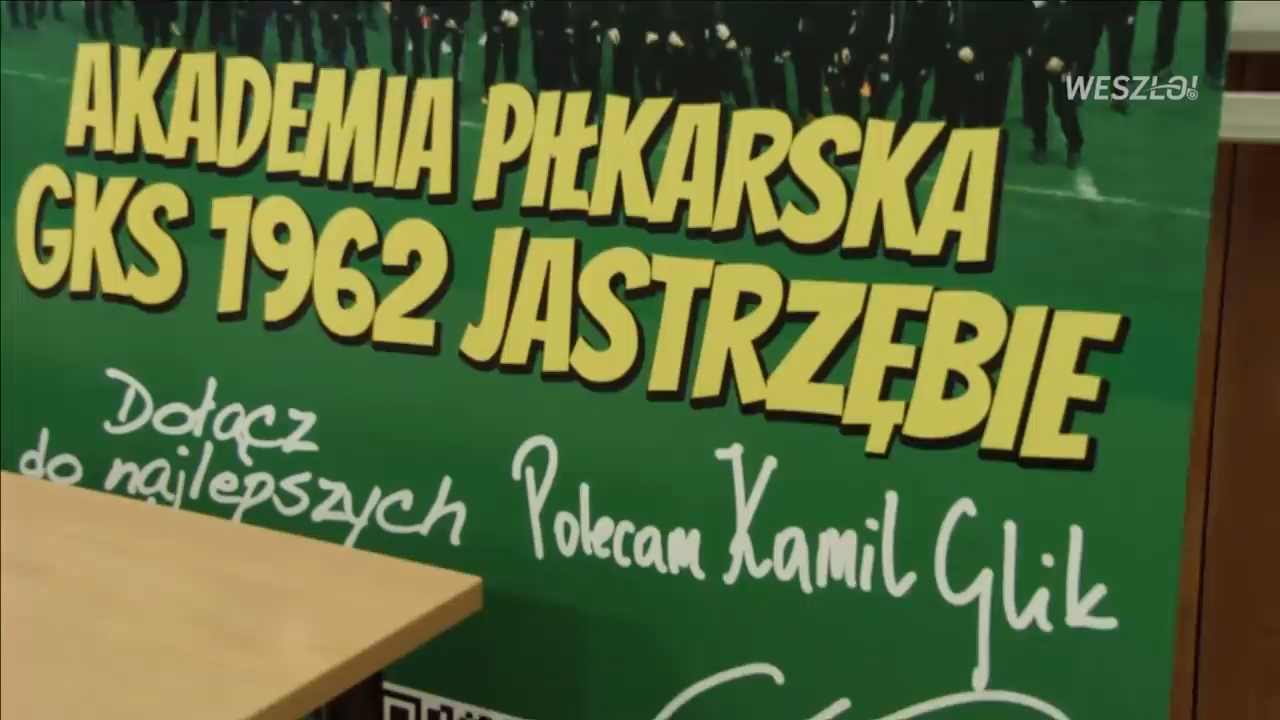 WESZŁO!
AKADEMIA PIŁKARSKA
GKS 1962 JASTRZĘBIE
Dołącz
do najlepszych
Polecam Kamil Glik